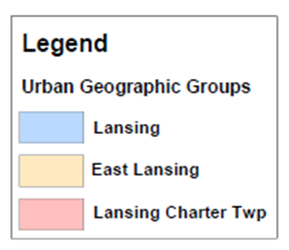 Legend
Urban Geographic Groups
Lansing
East Lansing
Lansing Charter Twp